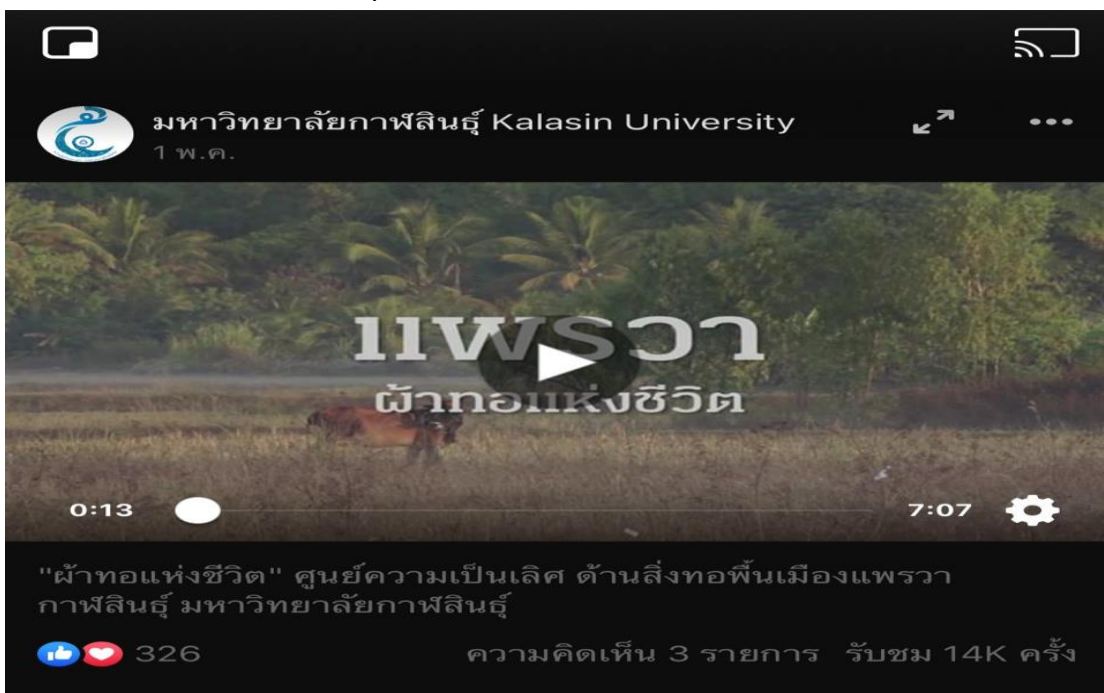 มหาวิทยาลัยกาฬสินธุ์ Kalasin University
1 พ.ค.
แพรวา
ผ้าทอแห่งชีวิต
0:13
7:07
"ผ้าทอแห่งชีวิต" ศูนย์ความเป็นเลิศ ด้านสิ่งทอพื้นเมืองแพรวา
กาฬสินธุ์ มหาวิทยาลัยกาฬสินธุ์
326 ความคิดเห็น 3 รายการ รับชม 14K ครั้ง